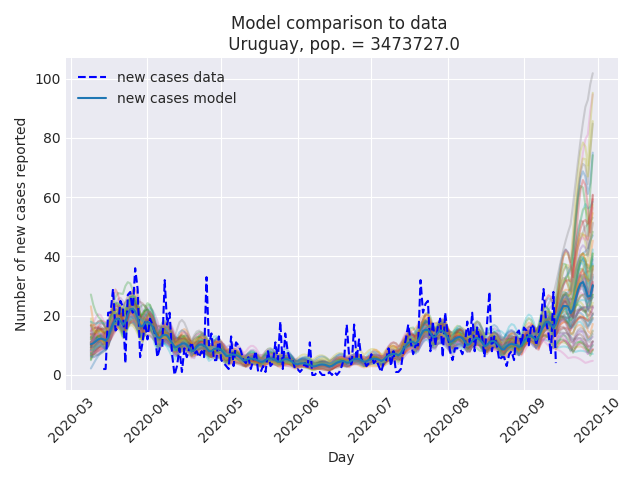 Model comparison to data
Uruguay, pop. = 3473727.0
new cases data
new cases model
Number of new cases reported
100
80
60
40
20
0
2020-03
2020-04
2020-05
2020-06
2020-07
2020-08
2020-09
2020-10
Day